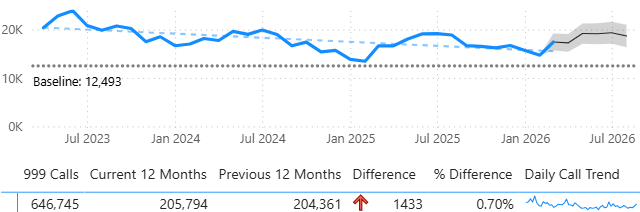 20K
10K
Baseline: 12,493
0K
Jul 2023 Jan 2024 Jul 2024 Jan 2025 Jul 2025 Jan 2026 Jul 2026
999 Calls Current 12 Months Previous 12 Months Difference % Difference Daily Call Trend
646,745 205,794 204,361 1433 0.70%